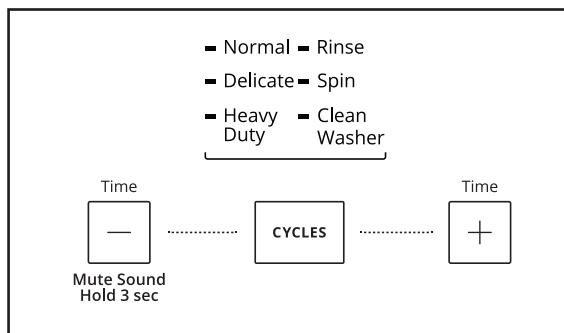 Normal Rinse
Delicate Spin
Heavy Duty Clean Washer
Time Time
− CYCLES +
Mute Sound
Hold 3 sec